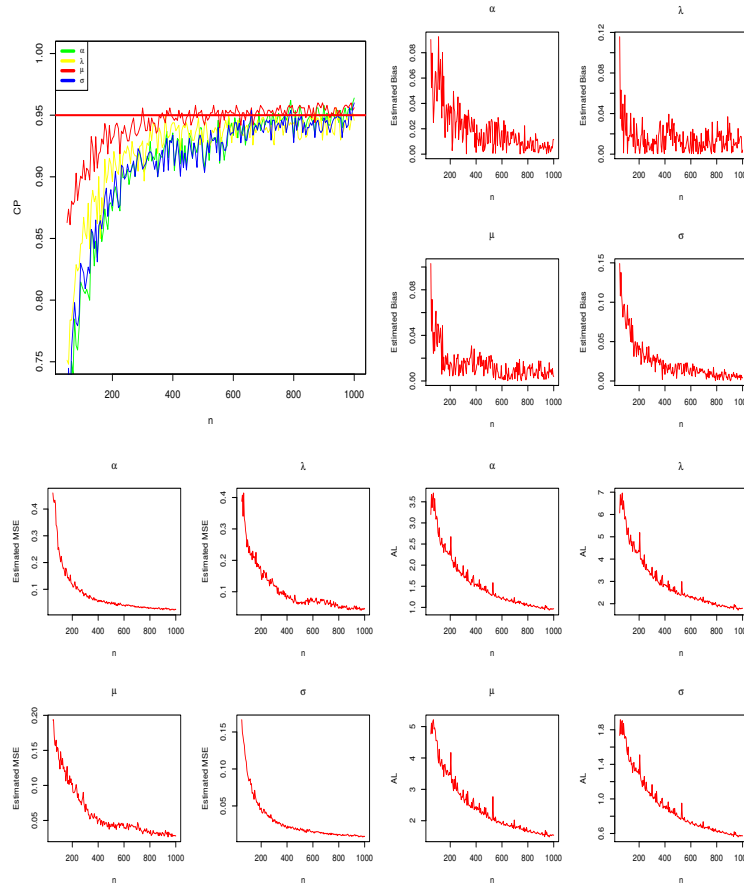 CP
1.00
0.95
0.90
0.85
0.80
0.75
α
λ
μ
σ
200 400 600 800 1000
n
α
Estimated Bias
0.08
0.06
0.04
0.02
0.00
200 400 600 800 1000
n
λ
Estimated Bias
0.12
0.08
0.04
0.00
200 400 600 800 1000
n
μ
Estimated Bias
0.08
0.04
0.00
200 400 600 800 1000
n
σ
Estimated Bias
0.15
0.10
0.05
0.00
200 400 600 800 1000
n
α
Estimated MSE
0.4
0.3
0.2
0.1
200 400 600 800 1000
n
λ
Estimated MSE
0.4
0.3
0.2
0.1
200 400 600 800 1000
n
α
AL
3.5
3.0
2.5
2.0
1.5
1.0
200 400 600 800 1000
n
λ
AL
7
6
5
4
3
2
200 400 600 800 1000
n
μ
Estimated MSE
0.20
0.15
0.10
0.05
200 400 600 800 1000
n
σ
Estimated MSE
0.15
0.10
0.05
200 400 600 800 1000
n
μ
AL
5
4
3
2
200 400 600 800 1000
n
σ
AL
1.8
1.4
1.0
0.6
200 400 600 800 1000
n